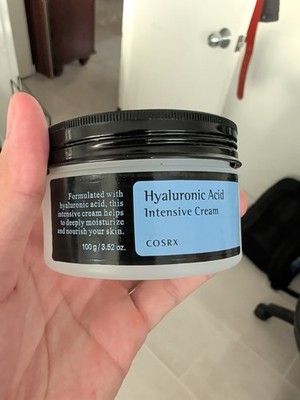 Formulated with
hyaluronic acid, this
intensive cream helps
to deeply moisturize
and nourish your skin.
100 g / 3.52 oz.
Hyaluronic Acid
Intensive Cream
COSRX